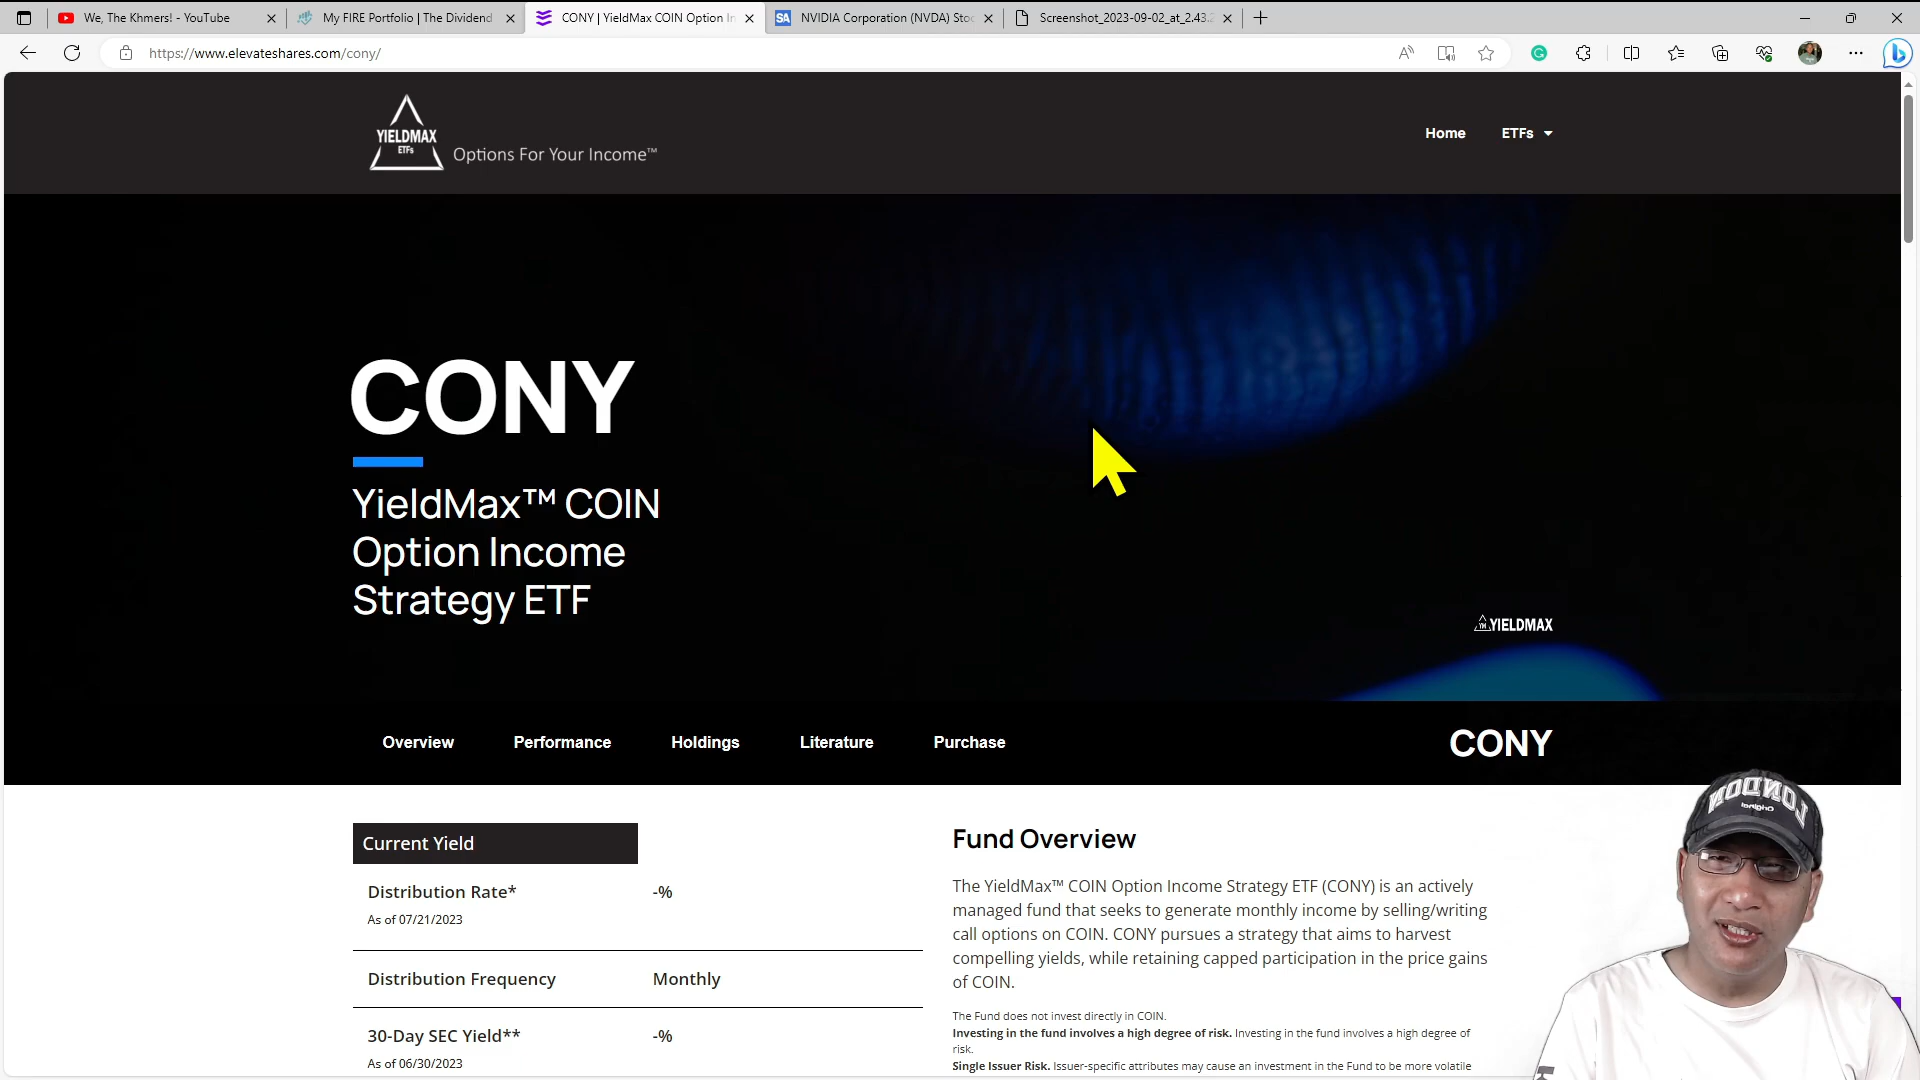 We, The Khmers! - YouTube
My FIRE Portfolio | The Dividend
CONY | YieldMax COIN Option In
SA NVIDIA Corporation (NVDA) Stoc
Screenshot_2023-09-02_at_2.43.2
https://www.elevateshares.com/cony/
YIELDMAX
ETFs
Options For Your Income™
Home
ETFs
CONY
YieldMax™ COIN
Option Income
Strategy ETF
YM YIELDMAX
Overview
Performance
Holdings
Literature
Purchase
CONY
Current Yield
Distribution Rate*
-%
As of 07/21/2023
Distribution Frequency
Monthly
30-Day SEC Yield**
-%
As of 06/30/2023
Fund Overview
The YieldMax™ COIN Option Income Strategy ETF (CONY) is an actively
managed fund that seeks to generate monthly income by selling/writing
call options on COIN. CONY pursues a strategy that aims to harvest
compelling yields, while retaining capped participation in the price gains
of COIN.
The Fund does not invest directly in COIN.
Investing in the fund involves a high degree of risk. Investing in the fund involves a high degree of
risk.
Single Issuer Risk. Issuer-specific attributes may cause an investment in the Fund to be more volatile
LONDON
Original